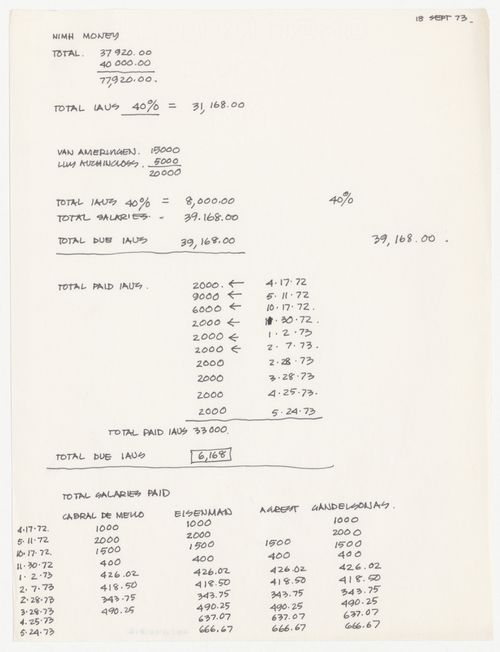 18 SEPT 73.
NIMH MONEY
TOTAL. 37920.00
40 000.00
77,920.00.
TOTAL IAUS 40% = 31,168.00
VAN AMERINGEN. 15000
LILY AUCHINCLOSS. 5000
20000
TOTAL IAUS 40% = 8,000.00 40%
TOTAL SALARIES. - 39.168.00
TOTAL DUE IAUS 39,168.00 39,168.00.
TOTAL PAID IAUS. 2000. ← 4.17.72
9000 ← 5.11.72
6000 ← 10.17.72.
2000 ← 11.30.72.
2000 ← 1.2.73
2000 ← 2.7.73.
2000 2.28.73
2000 3.28.73
2000 4.25.73.
2000 5.24.73
TOTAL PAID IAUS 33000.
TOTAL DUE IAUS 6,168
TOTAL SALARIES PAID
CABRAL DE MELLO EISENMAN AGREST GANDELSONAS.
4.17.72. 1000 1000 1000
5.11.72 2000 2000 2000
10.17.72. 1500 1500 1500 1500
11.30.72 400 400 400 400
1.2.73 426.02 426.02 426.02 426.02
2.7.73 418.50 418.50 418.50 418.50
2.28.73 343.75 343.75 343.75 343.75
3.28.73 490.25 490.25 490.25 490.25
4.25.73 637.07 637.07 637.07
5.24.73 666.67 666.67 666.67